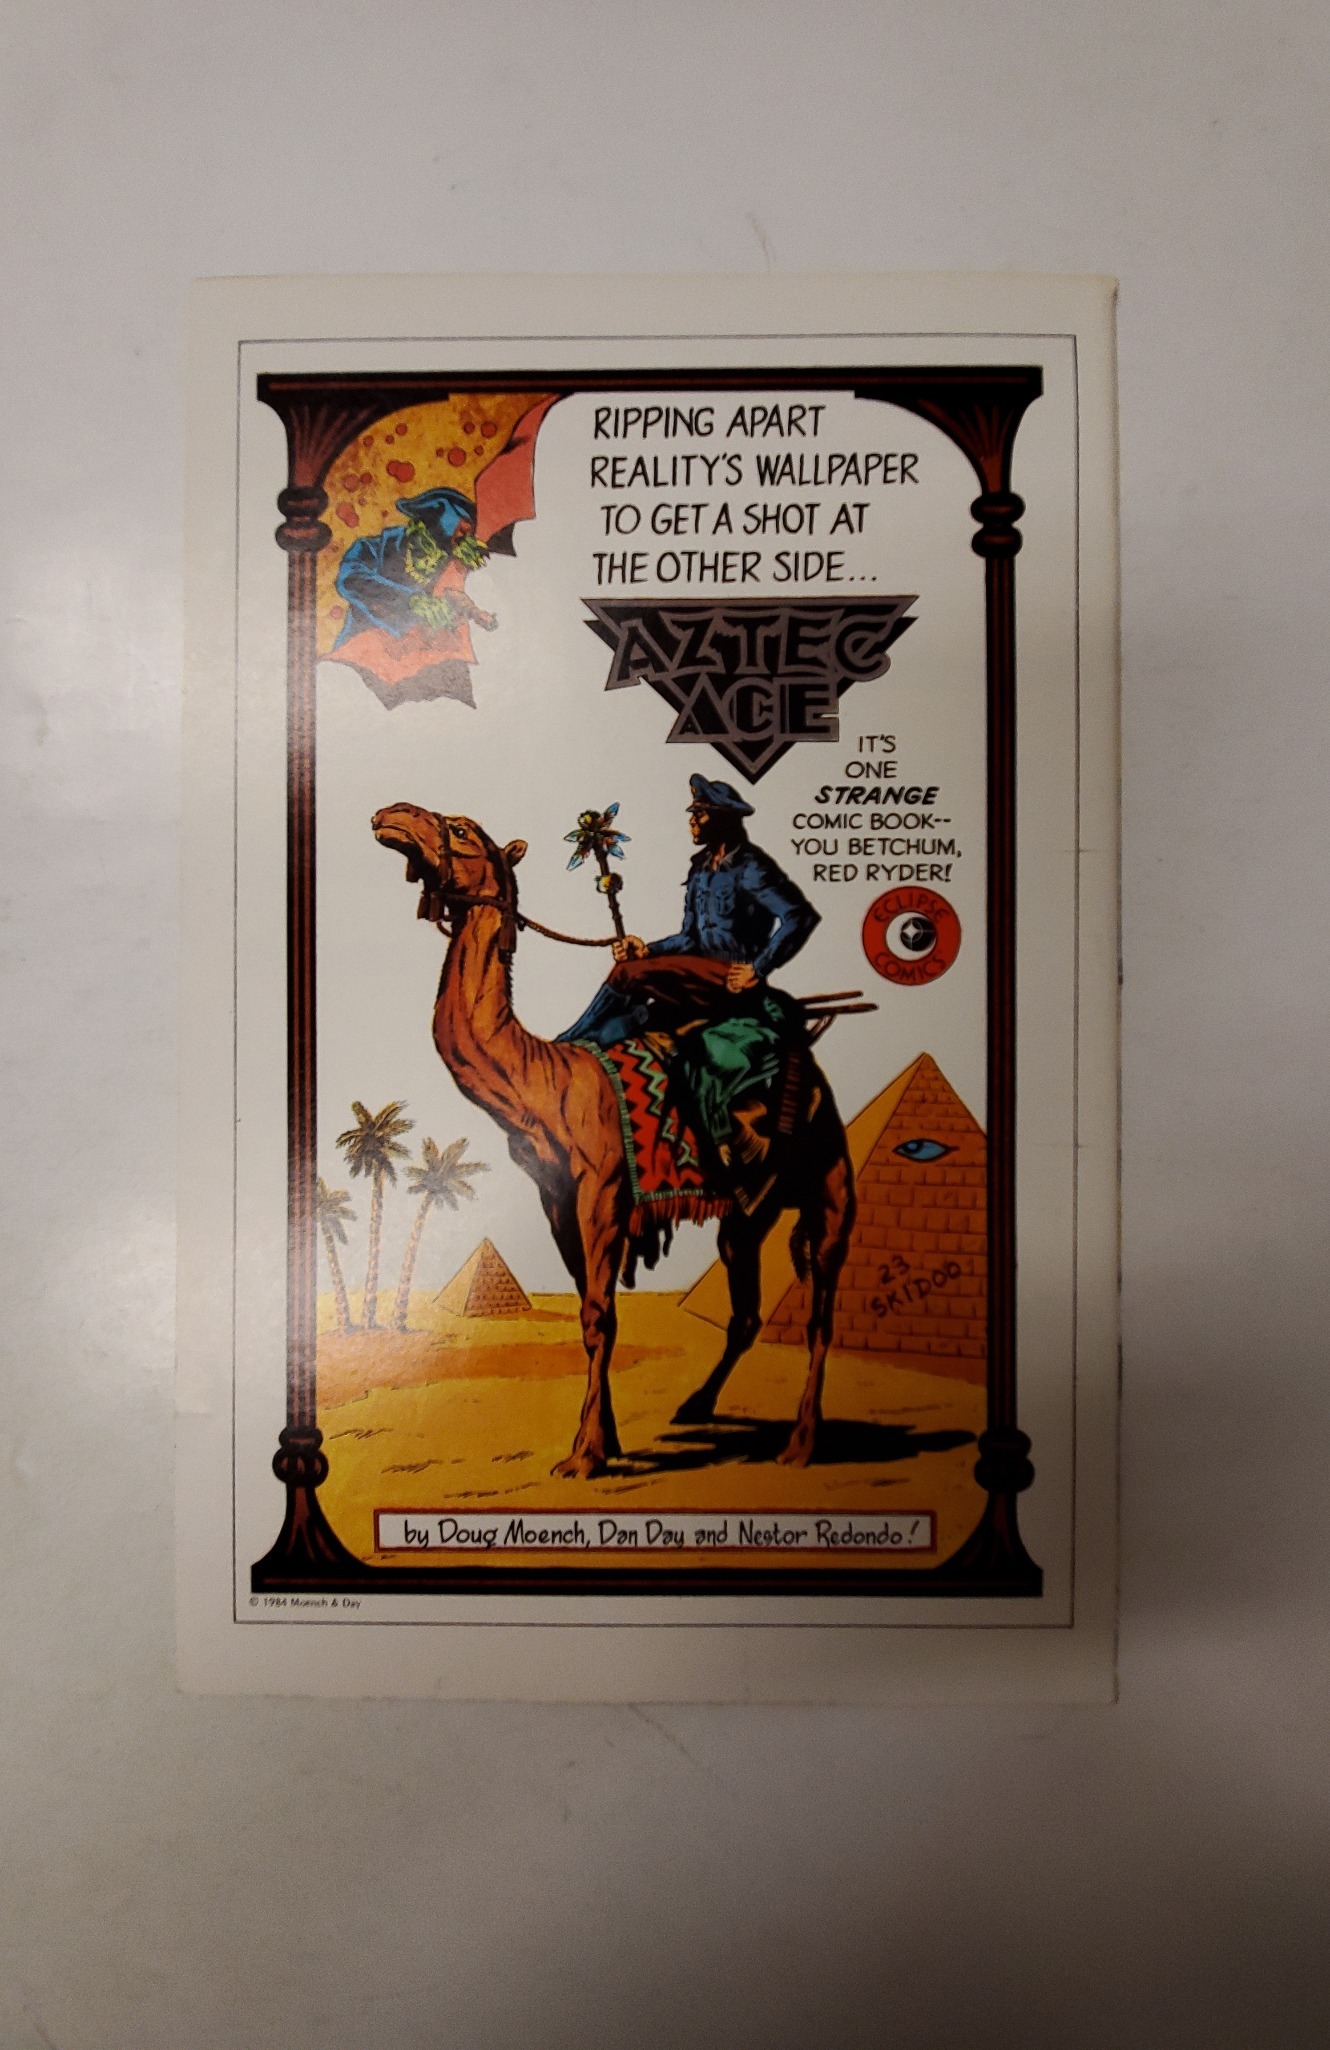 RIPPING APART
REALITY'S WALLPAPER
TO GET A SHOT AT
THE OTHER SIDE...
AZTEC
ACE
IT'S
ONE
STRANGE
COMIC BOOK--
YOU BETCHUM,
RED RYDER!
ECLIPSE
COMICS
23
SKIDOO
by Doug Moench, Dan Day and Nestor Redondo!
© 1984 Moench & Day